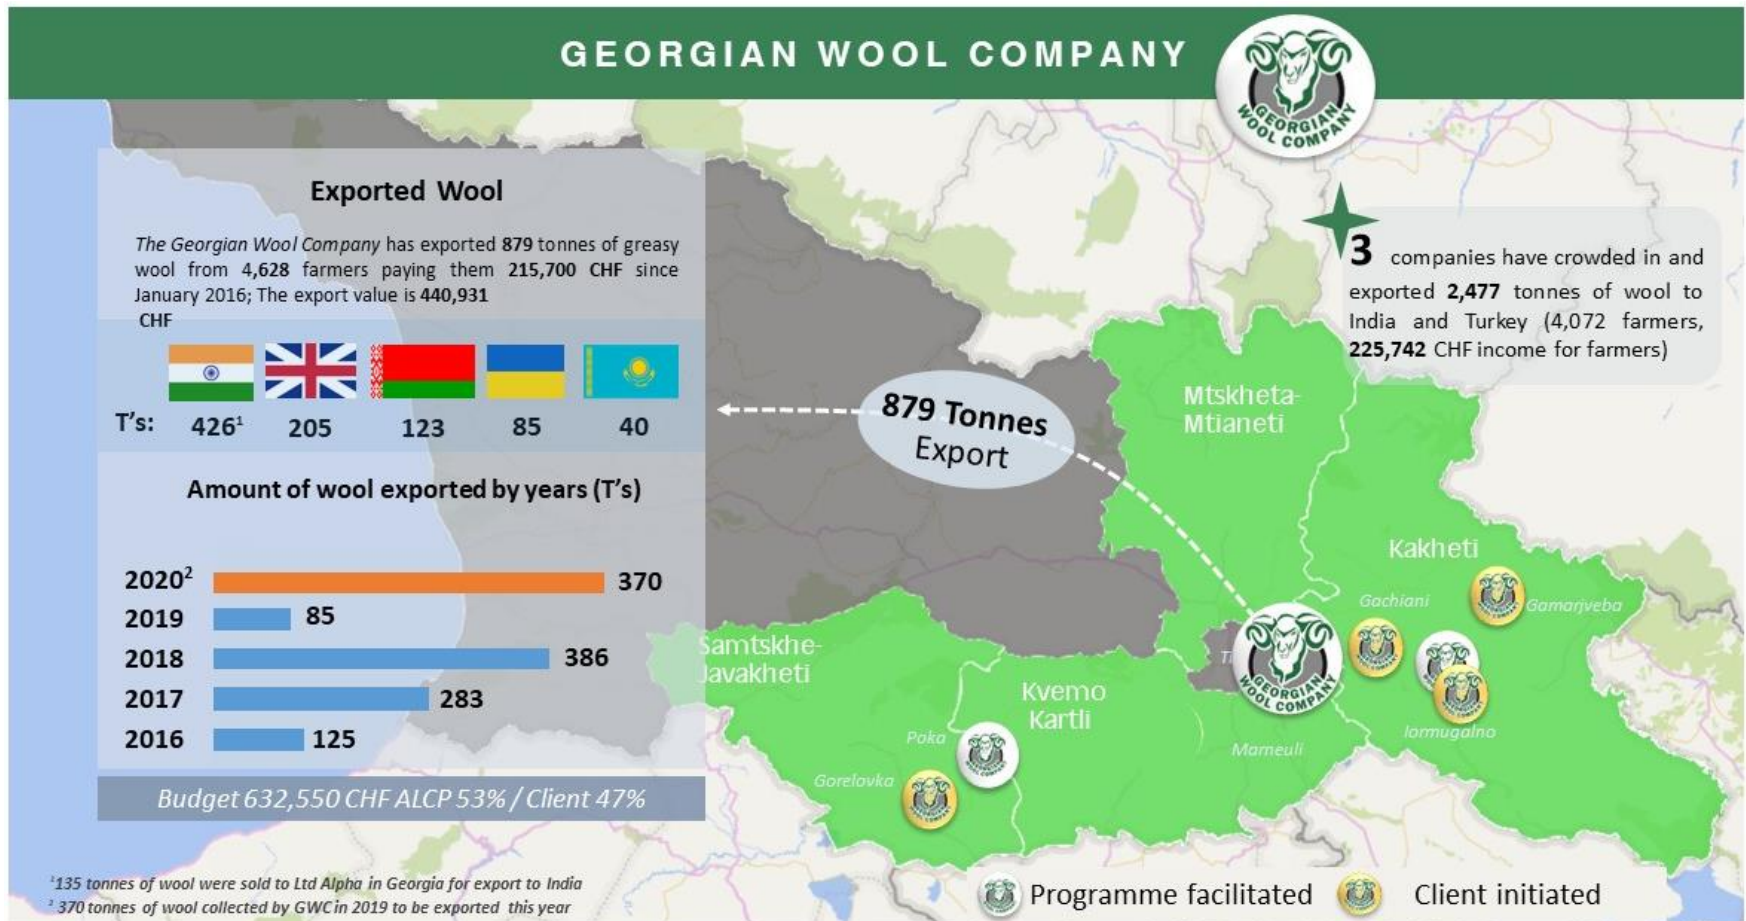 GEORGIAN WOOL COMPANY
GEORGIAN
WOOL COMPANY
Exported Wool
The Georgian Wool Company has exported 879 tonnes of greasy
wool from 4,628 farmers paying them 215,700 CHF since
January 2016; The export value is 440,931
CHF
T's: 426¹ 205 123 85 40
Amount of wool exported by years (T's)
2020² 370
2019 85
2018 386
2017 283
2016 125
Budget 632,550 CHF ALCP 53% / Client 47%
¹135 tonnes of wool were sold to Ltd Alpha in Georgia for export to India
² 370 tonnes of wool collected by GWC in 2019 to be exported this year
3 companies have crowded in and
exported 2,477 tonnes of wool to
India and Turkey (4,072 farmers,
225,742 CHF income for farmers)
879 Tonnes
Export
Mtskheta-
Mtianeti
Kakheti
Gachiani
Gamarjveba
Samtskhe-
Javakheti
Kvemo
Kartli
GEORGIAN
WOOL COMPANY
Iormugalno
Poka
Marneuli
Gorelovka
Programme facilitated
Client initiated